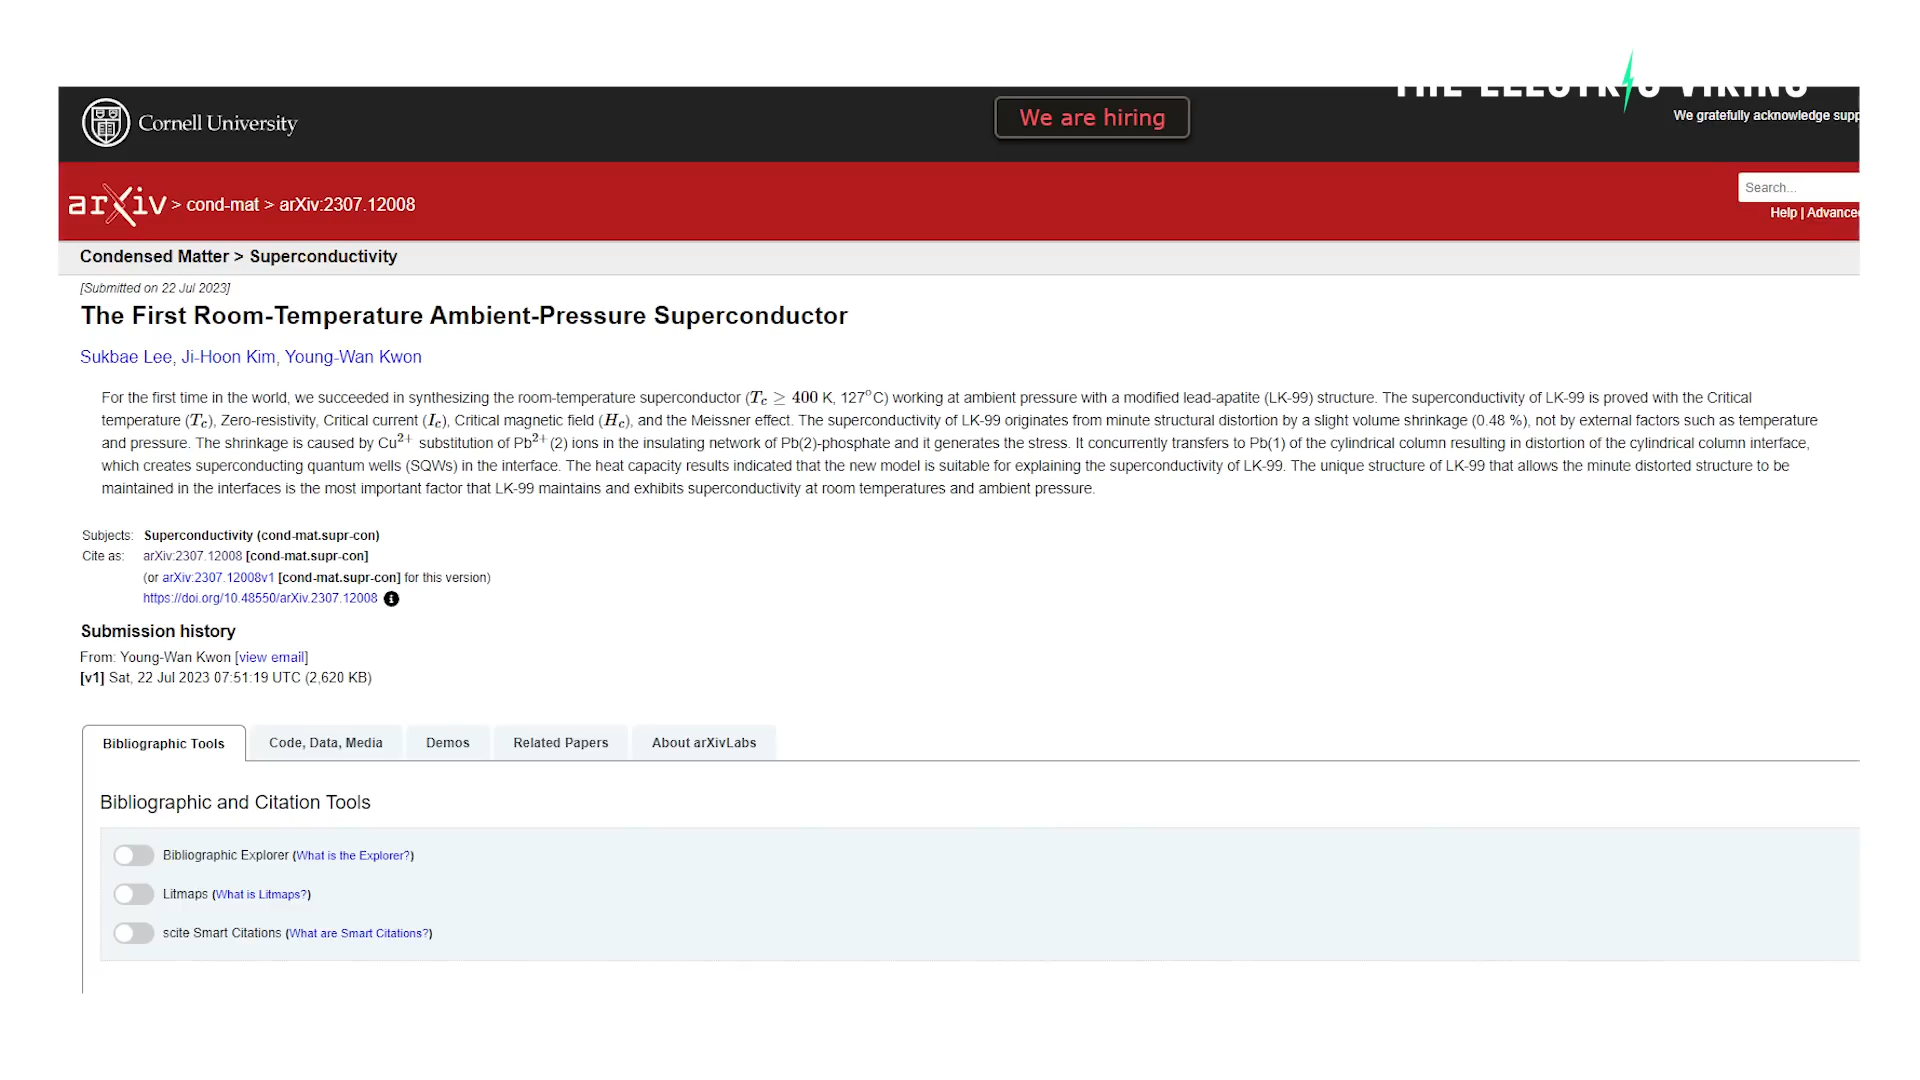 THE ELECTRIC VIKING
Cornell University
We are hiring
We gratefully acknowledge supp
arXiv > cond-mat > arXiv:2307.12008
Search...
Help | Advanced
Condensed Matter > Superconductivity
[Submitted on 22 Jul 2023]
The First Room-Temperature Ambient-Pressure Superconductor
Sukbae Lee, Ji-Hoon Kim, Young-Wan Kwon
For the first time in the world, we succeeded in synthesizing the room-temperature superconductor (Tc ≥ 400 K, 127°C) working at ambient pressure with a modified lead-apatite (LK-99) structure. The superconductivity of LK-99 is proved with the Critical
temperature (Tc), Zero-resistivity, Critical current (Ic), Critical magnetic field (Hc), and the Meissner effect. The superconductivity of LK-99 originates from minute structural distortion by a slight volume shrinkage (0.48 %), not by external factors such as temperature
and pressure. The shrinkage is caused by Cu2+ substitution of Pb2+(2) ions in the insulating network of Pb(2)-phosphate and it generates the stress. It concurrently transfers to Pb(1) of the cylindrical column resulting in distortion of the cylindrical column interface,
which creates superconducting quantum wells (SQWs) in the interface. The heat capacity results indicated that the new model is suitable for explaining the superconductivity of LK-99. The unique structure of LK-99 that allows the minute distorted structure to be
maintained in the interfaces is the most important factor that LK-99 maintains and exhibits superconductivity at room temperatures and ambient pressure.
Subjects: Superconductivity (cond-mat.supr-con)
Cite as: arXiv:2307.12008 [cond-mat.supr-con]
(or arXiv:2307.12008v1 [cond-mat.supr-con] for this version)
https://doi.org/10.48550/arXiv.2307.12008
Submission history
From: Young-Wan Kwon [view email]
[v1] Sat, 22 Jul 2023 07:51:19 UTC (2,620 KB)
Bibliographic Tools Code, Data, Media Demos Related Papers About arXivLabs
Bibliographic and Citation Tools
Bibliographic Explorer (What is the Explorer?)
Litmaps (What is Litmaps?)
scite Smart Citations (What are Smart Citations?)